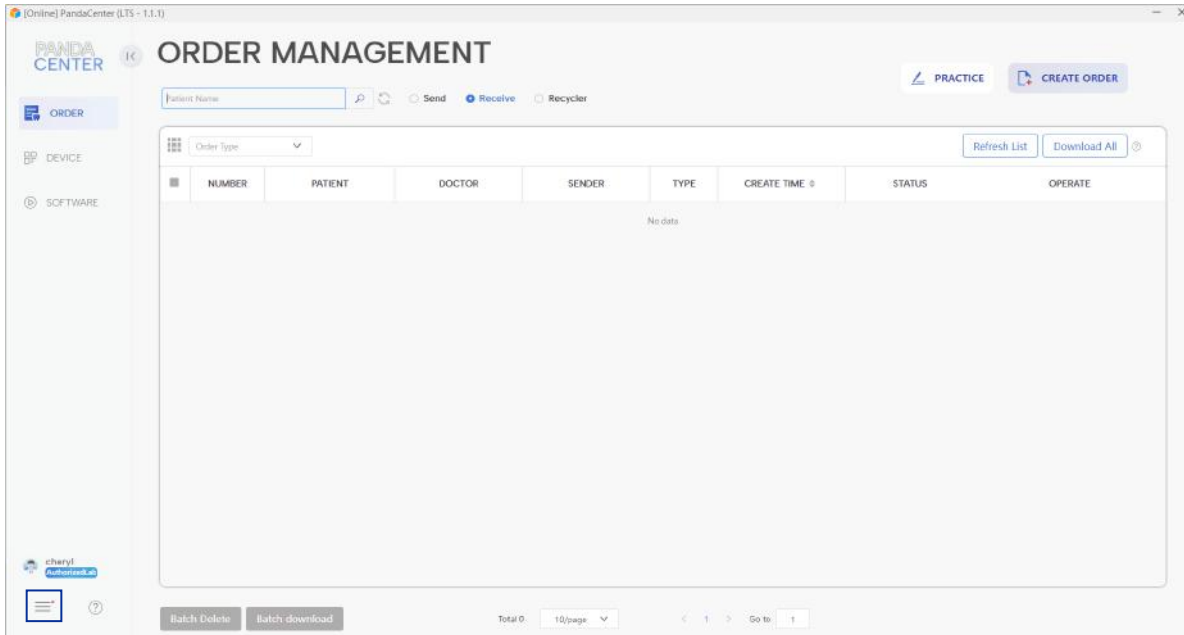 [Online] PandaCenter (LTS - 1.1.1)
PANDA
CENTER
ORDER MANAGEMENT
PRACTICE
CREATE ORDER
Patient Name
Send
Receive
Recycler
ORDER
DEVICE
SOFTWARE
Order Type
Refresh List
Download All
NUMBER PATIENT DOCTOR SENDER TYPE CREATE TIME STATUS OPERATE
No data
cheryl
AuthorizedLab
Batch Delete
Batch download
Total 0
10/page
1
Go to 1